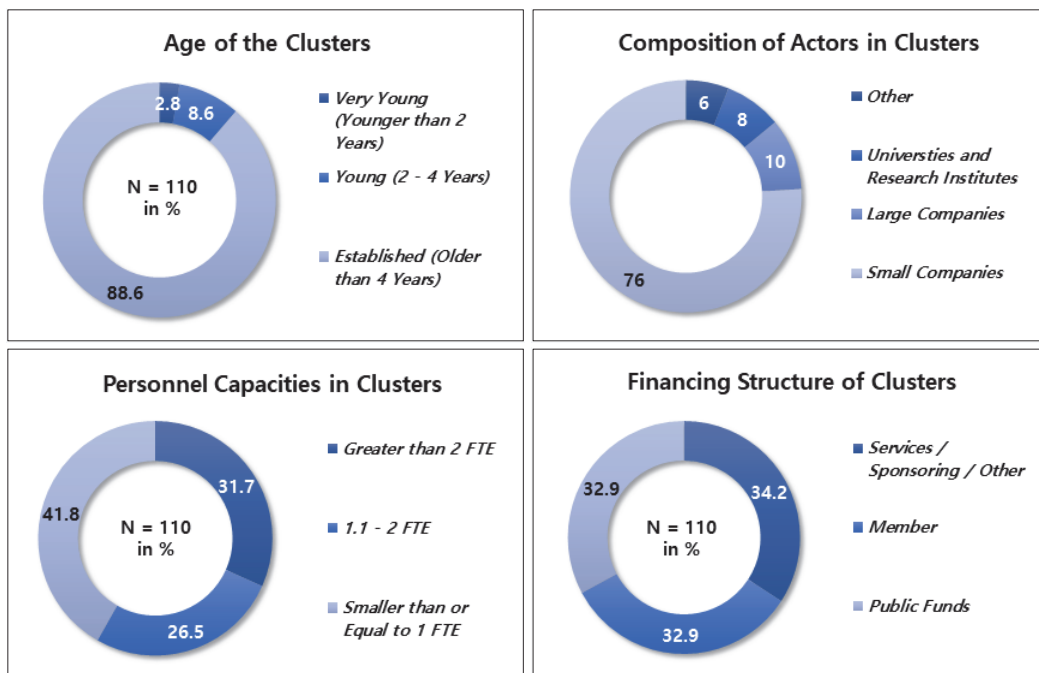 Age of the Clusters
2.8
8.6
88.6
N = 110
in %
Very Young
(Younger than 2
Years)
Young (2 - 4 Years)
Established (Older
than 4 Years)
Composition of Actors in Clusters
6
8
10
76
Other
Universties and
Research Institutes
Large Companies
Small Companies
Personnel Capacities in Clusters
31.7
26.5
41.8
N = 110
in %
Greater than 2 FTE
1.1 - 2 FTE
Smaller than or
Equal to 1 FTE
Financing Structure of Clusters
34.2
32.9
32.9
N = 110
in %
Services /
Sponsoring / Other
Member
Public Funds